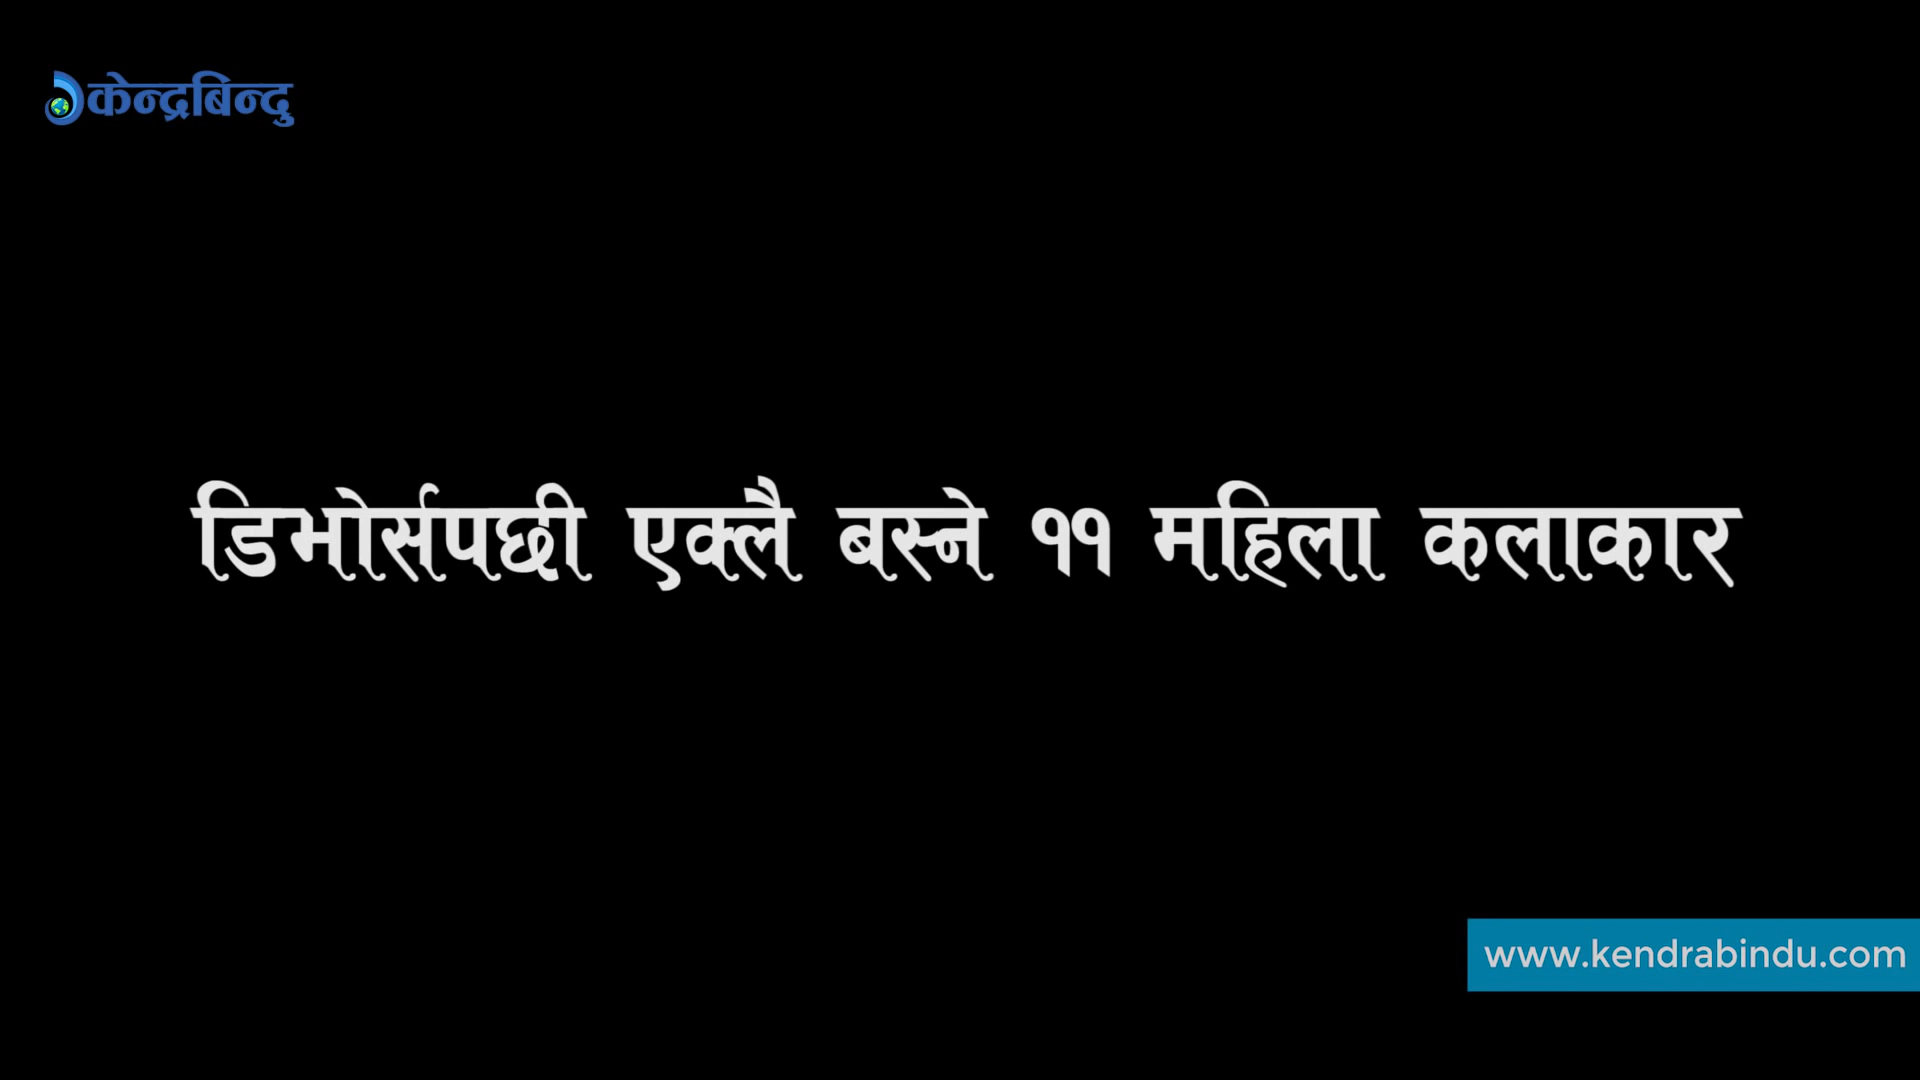 केन्द्रबिन्दु
डिभोर्सपछी एक्लै बस्ने ११ महिला कलाकार
www.kendrabindu.com